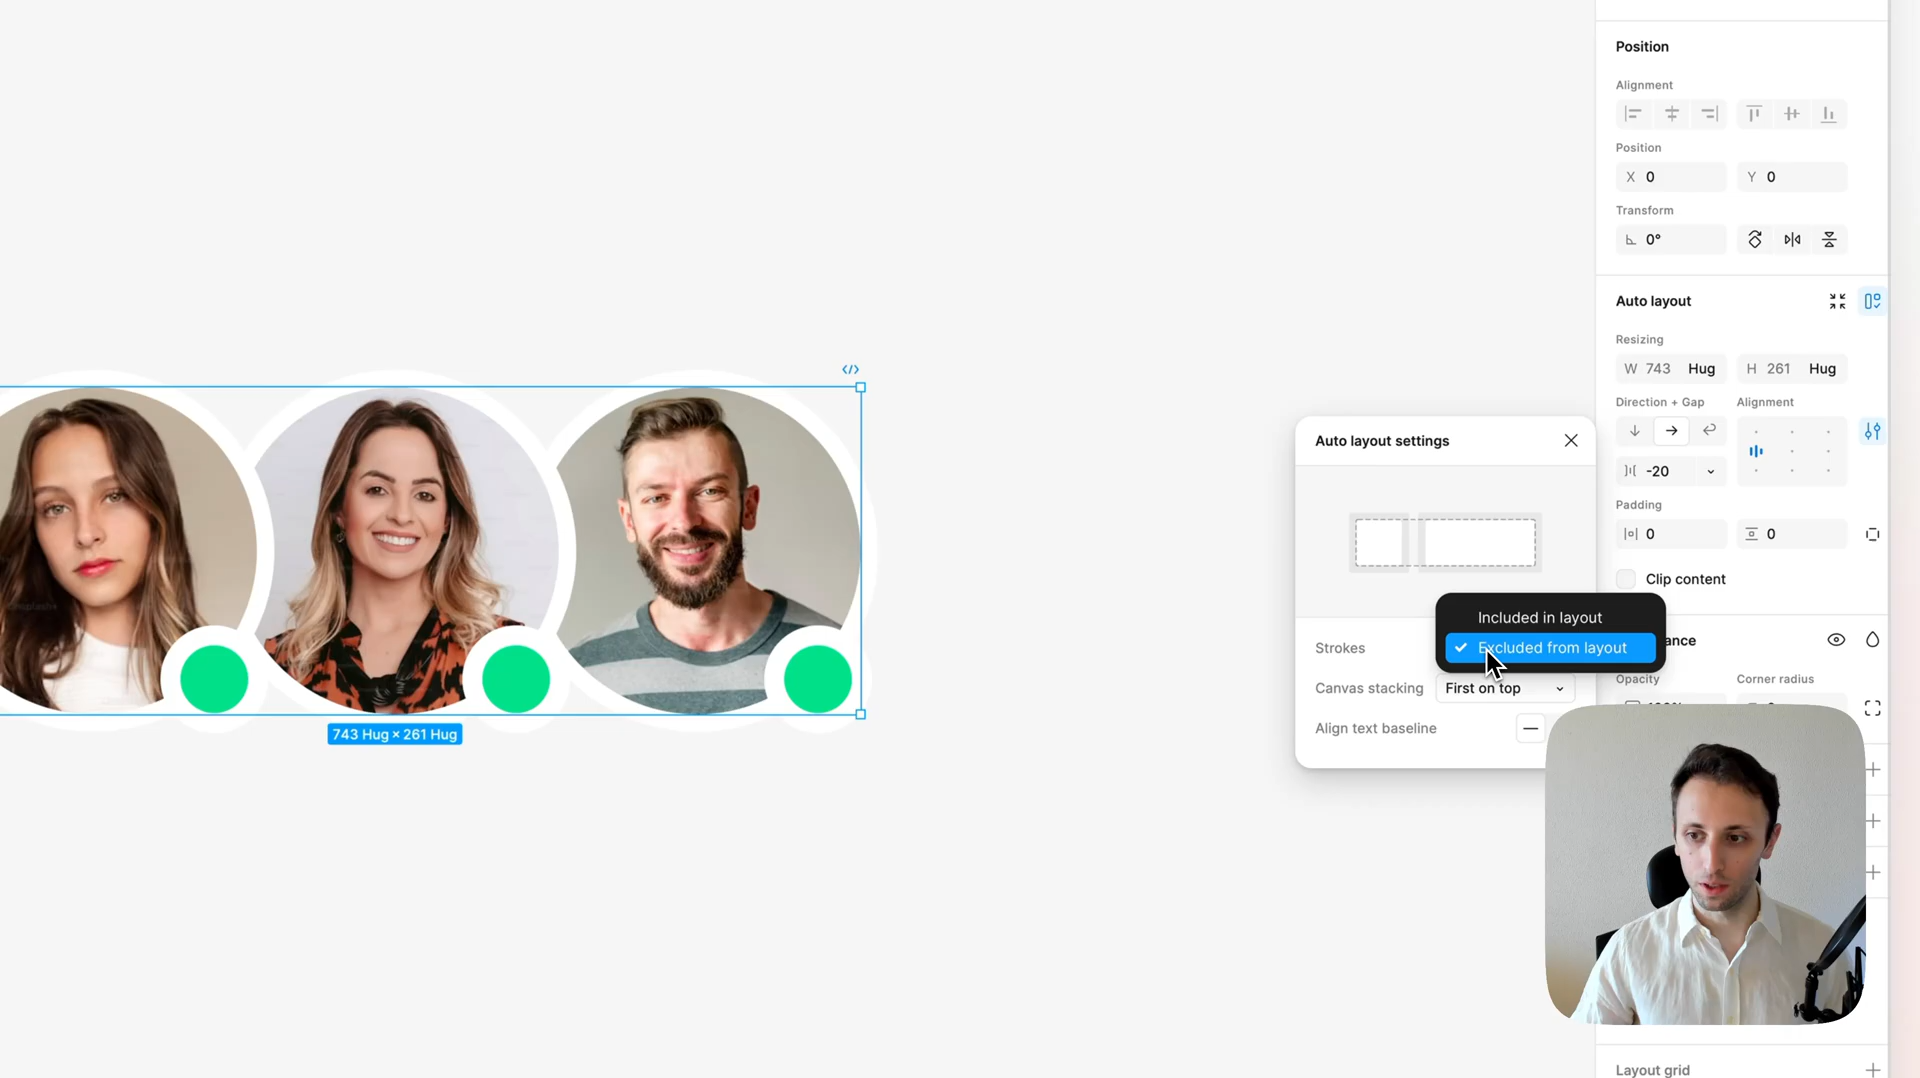 Position
Alignment
Position
X 0
Y 0
Transform
0°
Auto layout
Resizing
W 743 Hug
H 261 Hug
Direction + Gap
Alignment
-20
Padding
0
0
Clip content
</>
743 Hug × 261 Hug
Auto layout settings
Included in layout
Strokes
Excluded from layout
Canvas stacking
First on top
Align text baseline
ance
Opacity
Corner radius
Layout grid